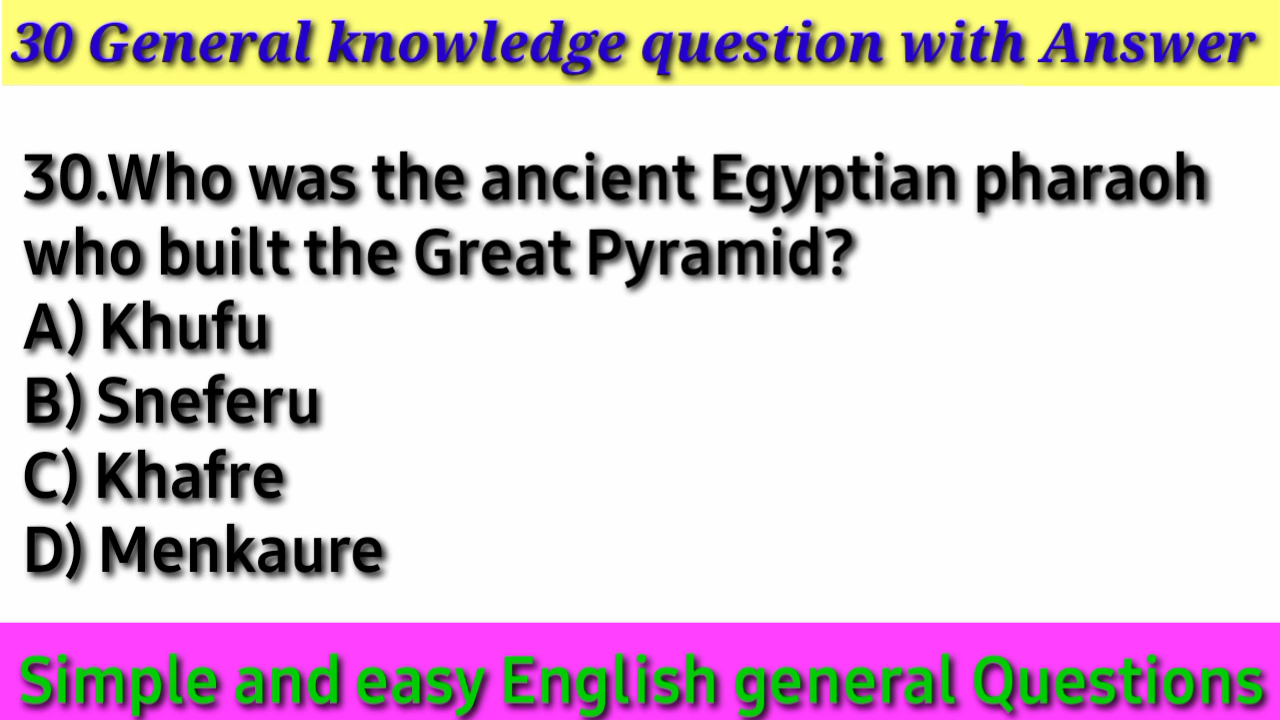 30 General knowledge question with Answer
30.Who was the ancient Egyptian pharaoh
who built the Great Pyramid?
A) Khufu
B) Sneferu
C) Khafre
D) Menkaure
Simple and easy English general Questions